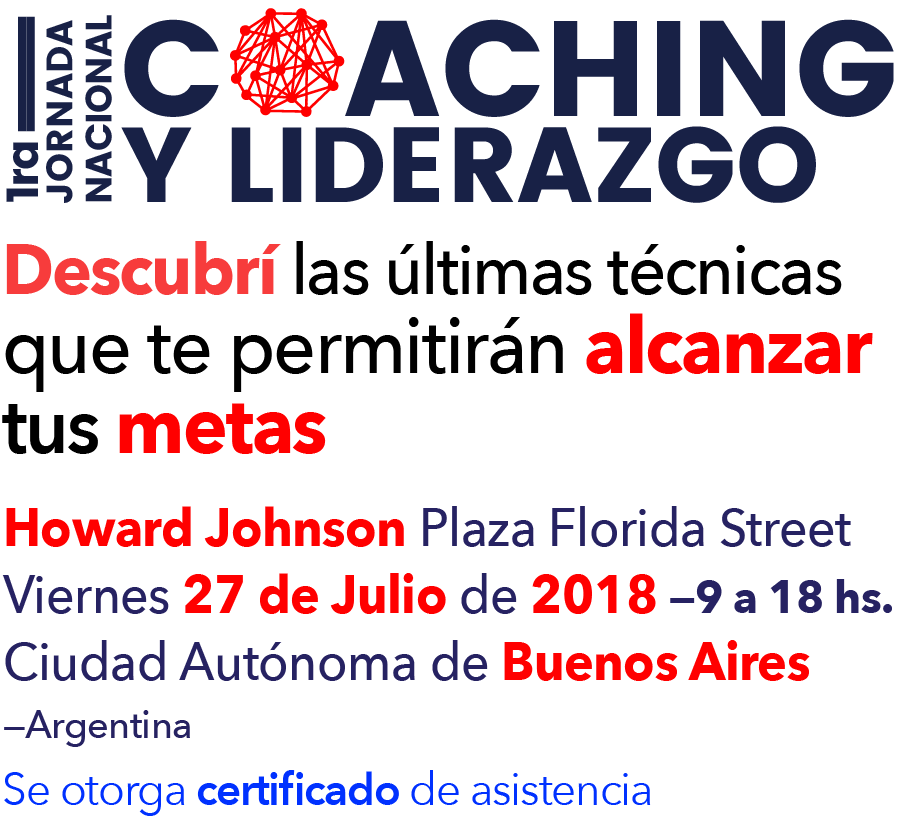 1ra
JORNADA
NACIONAL
COACHING
Y LIDERAZGO
Descubrí las últimas técnicas
que te permitirán alcanzar
tus metas
Howard Johnson Plaza Florida Street
Viernes 27 de Julio de 2018 –9 a 18 hs.
Ciudad Autónoma de Buenos Aires
–Argentina
Se otorga certificado de asistencia